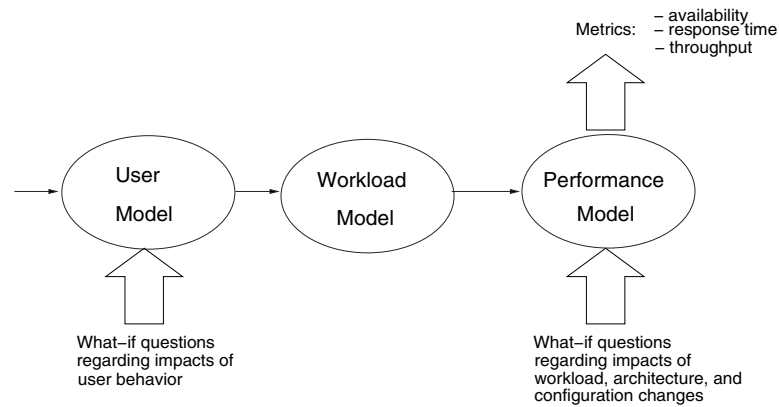 Metrics:
– availability
– response time
– throughput
User
Model
Workload
Model
Performance
Model
What–if questions
regarding impacts of
user behavior
What–if questions
regarding impacts of
workload, architecture, and
configuration changes